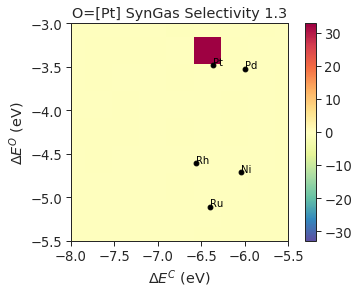 O=[Pt] SynGas Selectivity 1.3
−3.0
−3.5
−4.0
−4.5
−5.0
−5.5
ΔE^O (eV)
Pt
Pd
Rh
Ni
Ru
−8.0 −7.5 −7.0 −6.5 −6.0 −5.5
ΔE^C (eV)
30
20
10
0
−10
−20
−30